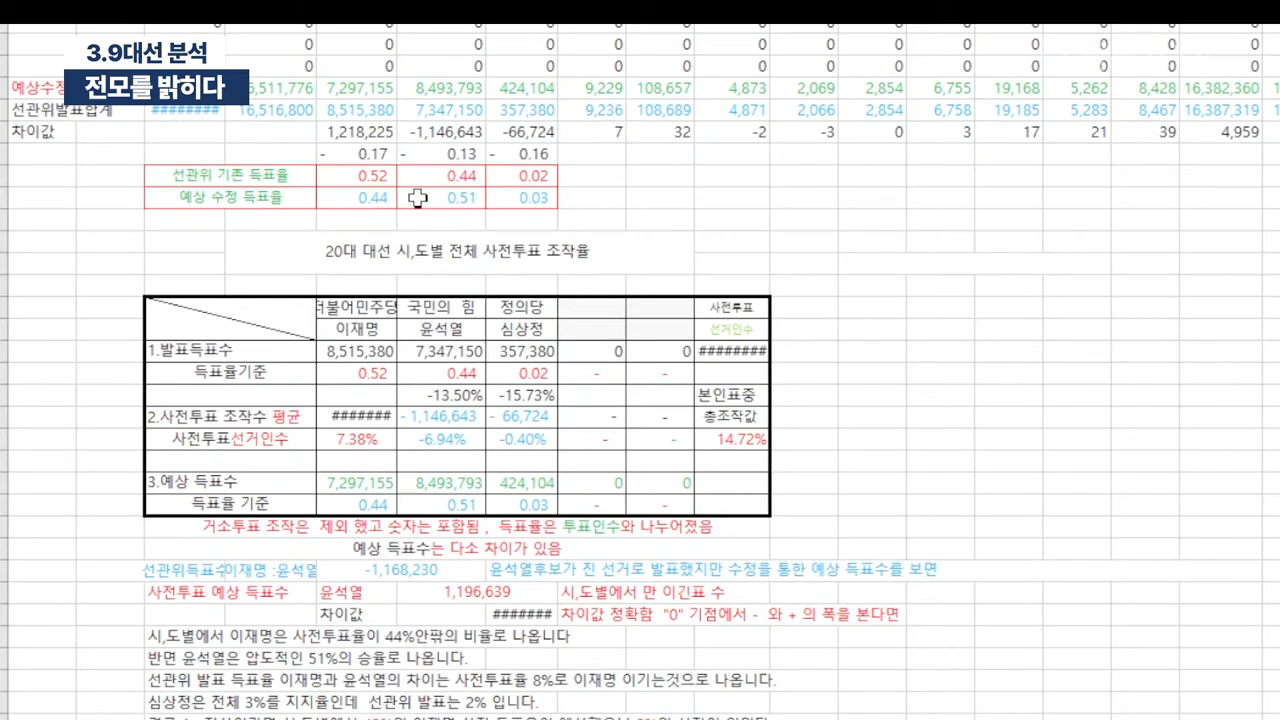 3.9대선 분석
전모를 밝히다
0 0 0 0 0 0 0 0 0 0 0 0 0
0 0 0 0 0 0 0 0 0 0 0 0
0 0 0 0 0 0 0 0 0 0 0 0
예상수정 5,511,776 7,297,155 8,493,793 424,104 9,229 108,657 4,873 2,069 2,854 6,755 19,168 5,262 8,428 16,382,360
선관위발표합계 ######## 16,516,800 8,515,380 7,347,150 357,380 9,236 108,689 4,871 2,066 2,854 6,758 19,185 5,283 8,467 16,387,319
차이값 1,218,225 -1,146,643 -66,724 7 32 -2 -3 0 3 17 21 39 4,959
- 0.17 - 0.13 - 0.16
선관위 기존 득표율 0.52 0.44 0.02
예상 수정 득표율 0.44 0.51 0.03
20대 대선 시,도별 전체 사전투표 조작율
더불어민주당 국민의 힘 정의당 사전투표
이재명 윤석열 심상정 선거인수
1.발표득표수 8,515,380 7,347,150 357,380 0 0 ########
득표율기준 0.52 0.44 0.02 - -
-13.50% -15.73% 본인표중
2.사전투표 조작수 평균 ####### - 1,146,643 - 66,724 - - 총조작값
사전투표선거인수 7.38% -6.94% -0.40% - - 14.72%
3.예상 득표수 7,297,155 8,493,793 424,104 0 0
득표율 기준 0.44 0.51 0.03 - -
거소투표 조작은 제외 했고 숫자는 포함됨 , 득표율은 투표인수와 나누어졌음
예상 득표수는 다소 차이가 있음
선관위득표수 이재명 :윤석열 -1,168,230 윤석열후보가 진 선거로 발표했지만 수정을 통한 예상 득표수를 보면
사전투표 예상 득표수 윤석열 1,196,639 시,도별에서 만 이긴표 수
차이값 ####### 차이값 정확함 "0" 기점에서 - 와 + 의 폭을 본다면
시,도별에서 이재명은 사전투표율이 44%안팎의 비율로 나옵니다
반면 윤석열은 압도적인 51%의 승율로 나옵니다.
선관위 발표 득표율 이재명과 윤석열의 차이는 사전투표율 8%로 이재명 이기는것으로 나옵니다.
심상정은 전체 3%를 지지율인데 선관위 발표는 2% 입니다.